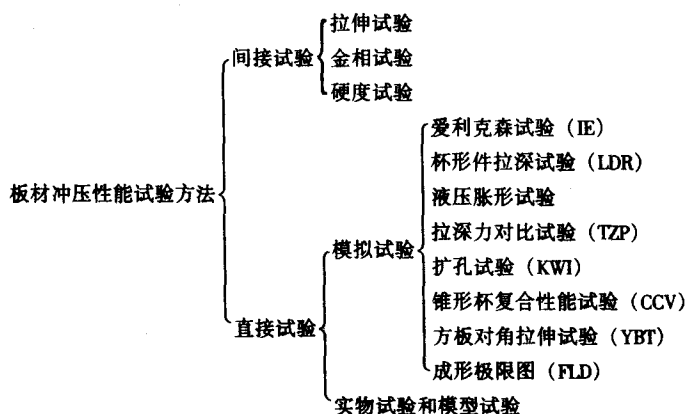 拉伸试验
间接试验
金相试验
硬度试验
爱利克森试验（IE）
杯形件拉深试验（LDR）
板材冲压性能试验方法
液压胀形试验
模拟试验
拉深力对比试验（TZP）
扩孔试验（KWI）
锥形杯复合性能试验（CCV）
直接试验
方板对角拉伸试验（YBT）
成形极限图（FLD）
实物试验和模型试验